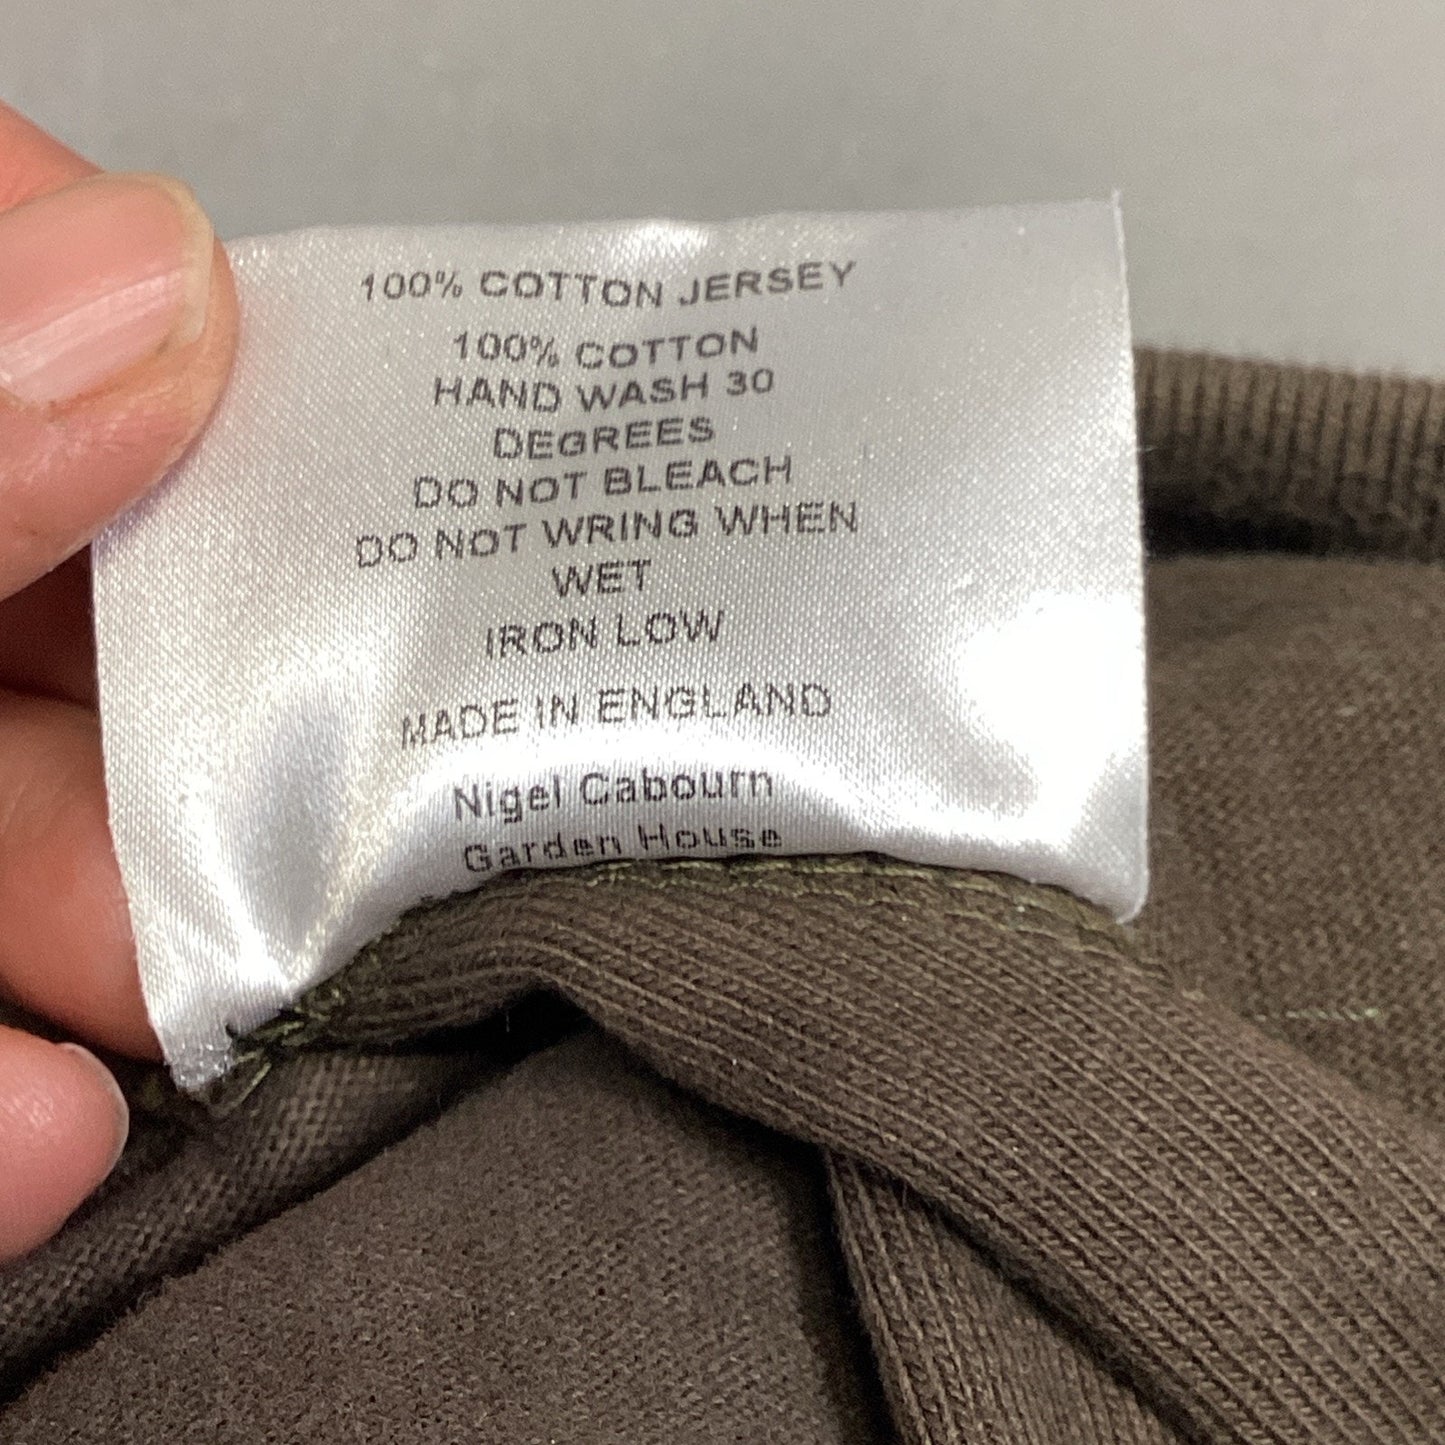 100% COTTON JERSEY
100% COTTON
HAND WASH 30
DEGREES
DO NOT BLEACH
DO NOT WRING WHEN
WET
IRON LOW
MADE IN ENGLAND
Nigel Cabourn
Garden House